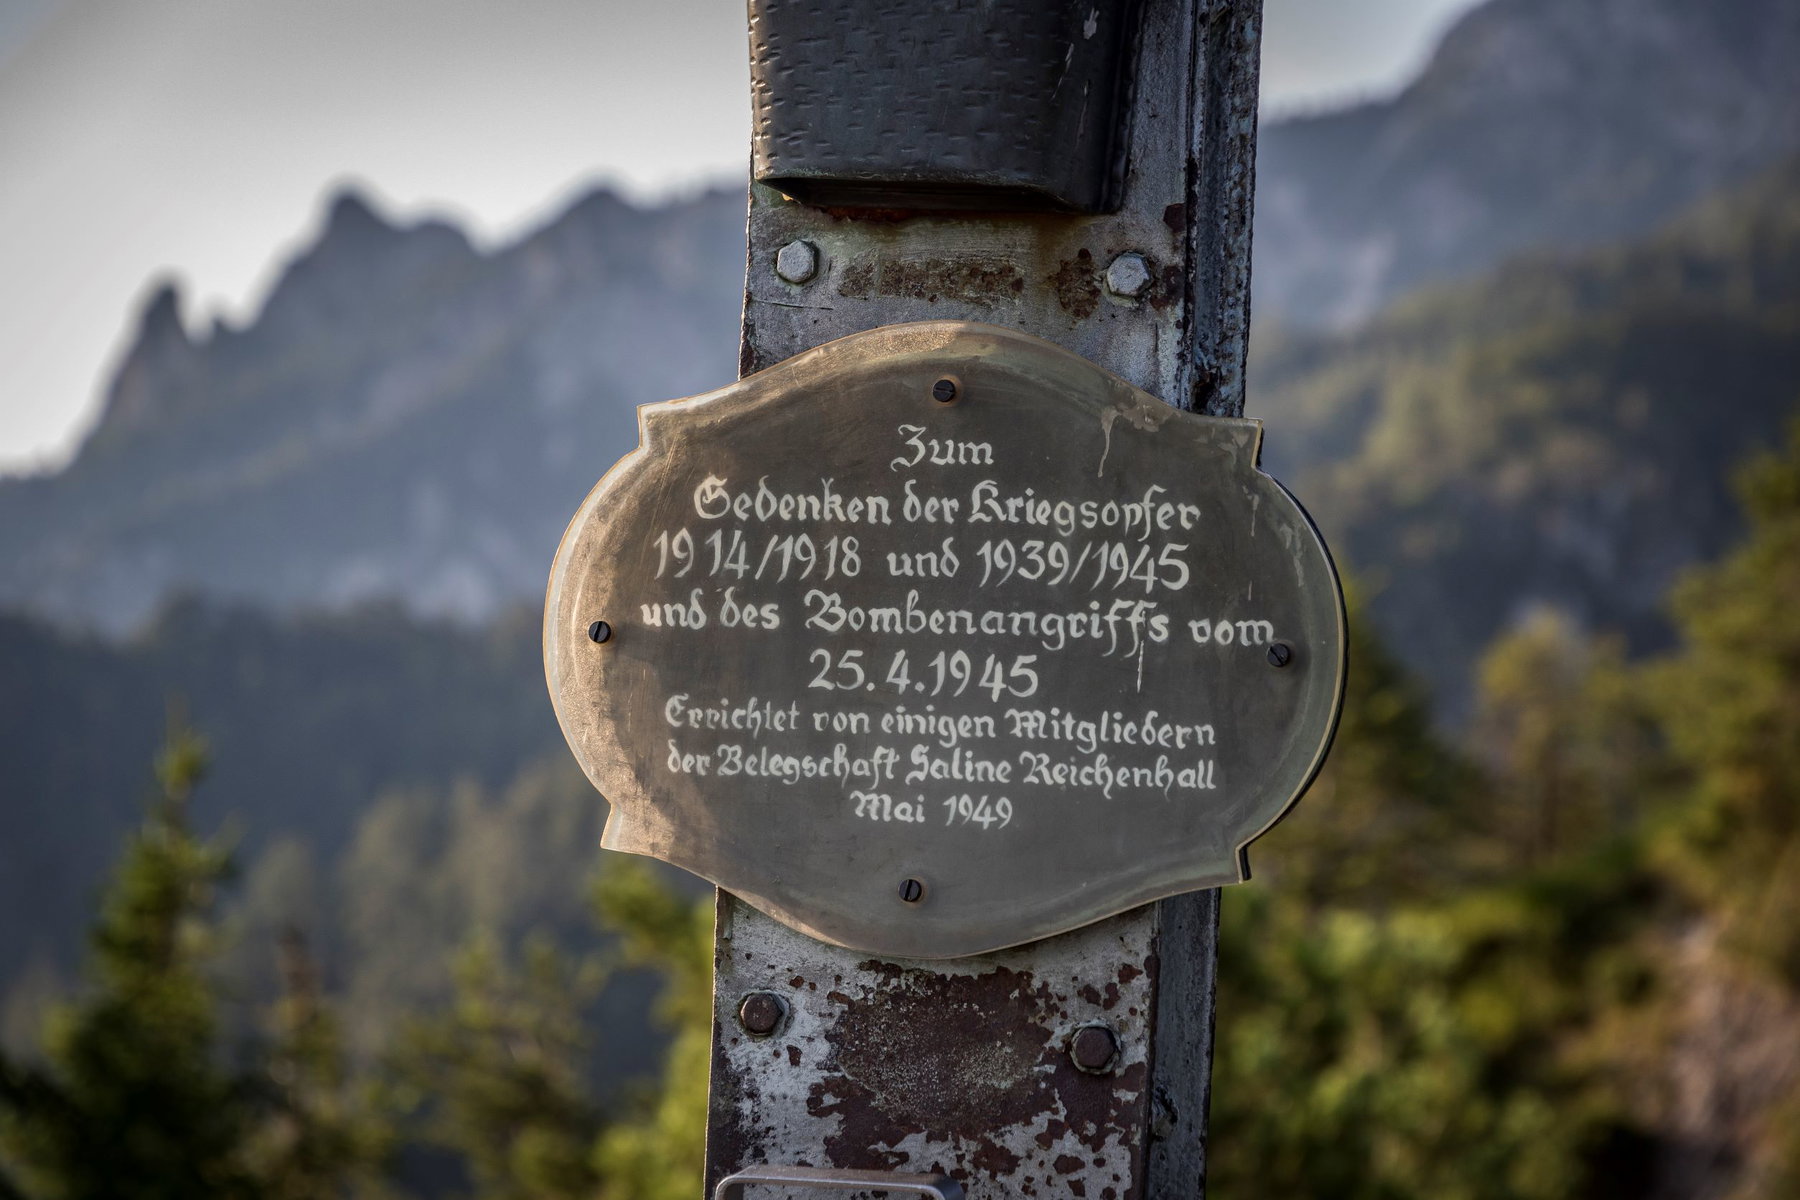 Zum
Gedenken der Kriegsopfer
1914/1918 und 1939/1945
und des Bombenangriffs vom
25.4.1945
Errichtet von einigen Mitgliedern
der Belegschaft Saline Reichenhall
Mai 1949